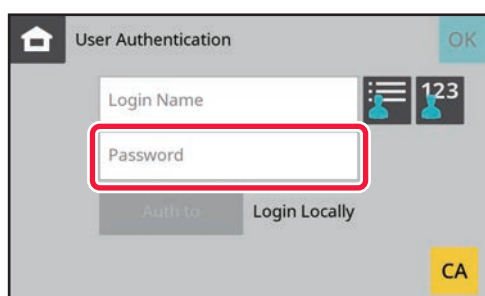 User Authentication
OK
Login Name
123
Password
Auth to
Login Locally
CA